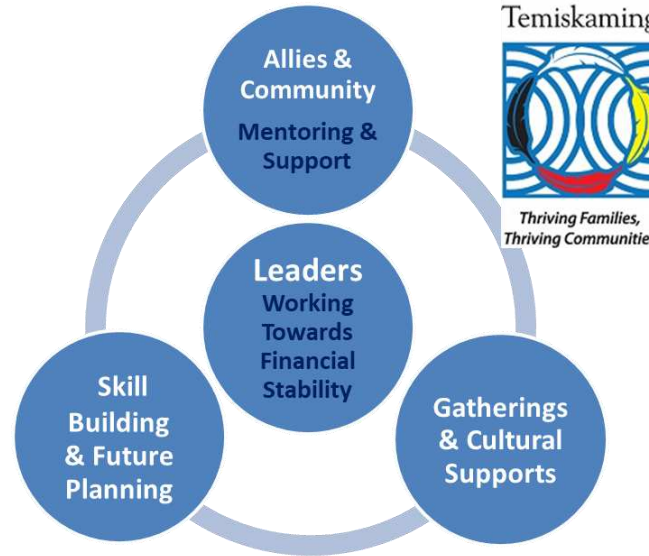 Temiskaming
Thriving Families,
Thriving Communitie
Allies &
Community
Mentoring &
Support
Leaders
Working
Towards
Financial
Stability
Skill
Building
& Future
Planning
Gatherings
& Cultural
Supports